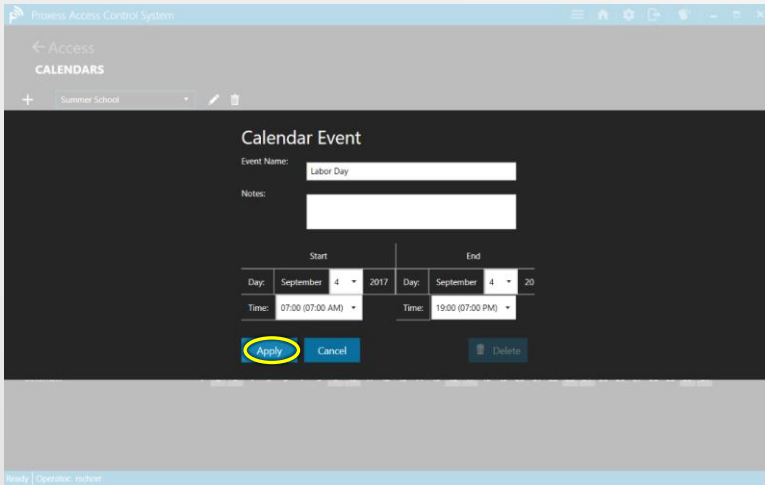 Proxess Access Control System
Access
CALENDARS
Summer School
Calendar Event
Event Name:
Labor Day
Notes:
Start End
Day: September 4 2017 Day: September 4 20
Time: 07:00 (07:00 AM) Time: 19:00 (07:00 PM)
Apply Cancel Delete
Ready Operator: rschorr